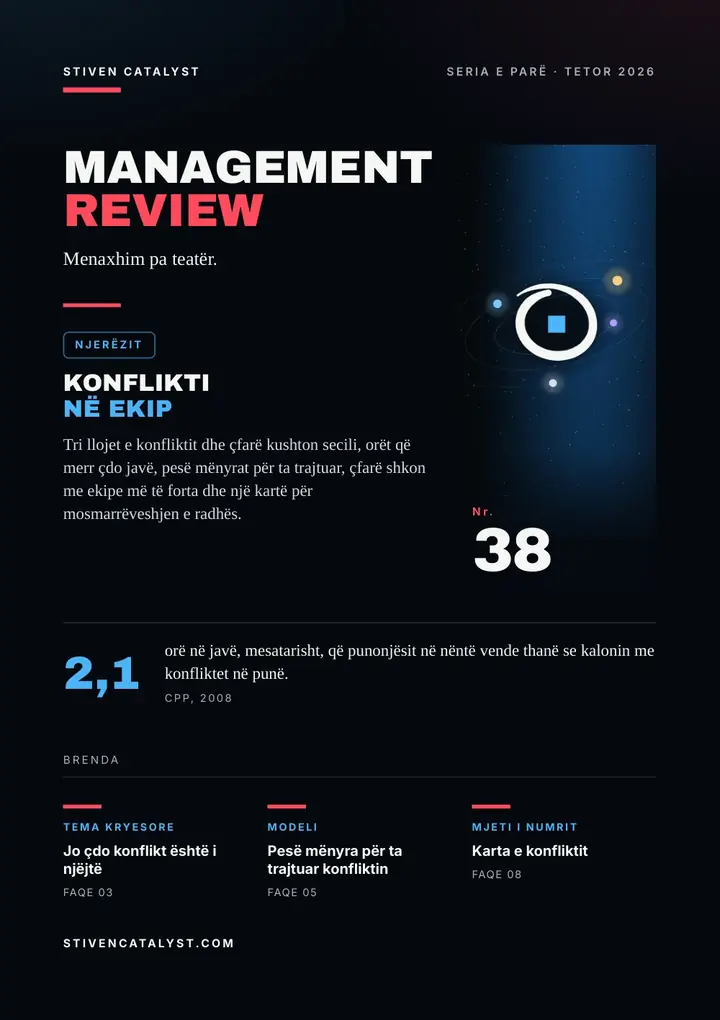 STIVEN CATALYST
SERIA E PARË · TETOR 2026
MANAGEMENT
REVIEW
Menaxhim pa teatër.
NJERËZIT
KONFLIKTI
NË EKIP
Tri llojet e konfliktit dhe çfarë kushton secili, orët që
merr çdo javë, pesë mënyrat për ta trajtuar, çfarë shkon
me ekipe më të forta dhe një kartë për
mosmarrëveshjen e radhës.
Nr.
38
2,1
orë në javë, mesatarisht, që punonjësit në nëntë vende thanë se kalonin me
konfliktet në punë.
CPP, 2008
BRENDA
TEMA KRYESORE
Jo çdo konflikt është i
njëjtë
FAQE 03
MODELI
Pesë mënyra për ta
trajtuar konfliktin
FAQE 05
MJETI I NUMRIT
Karta e konfliktit
FAQE 08
STIVENCATALYST.COM